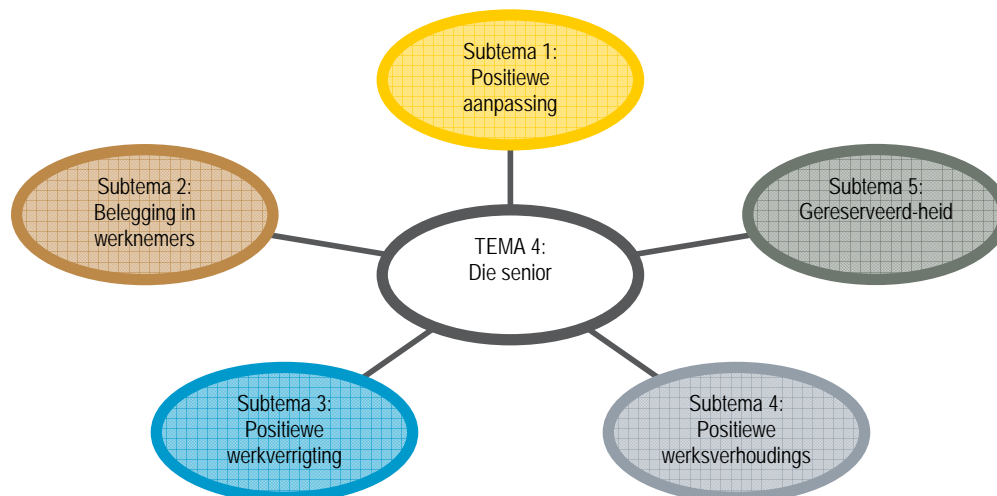 Subtema 1:
Positiewe
aanpassing
Subtema 2:
Belegging in
werknemers
Subtema 5:
Gereserveerd-heid
TEMA 4:
Die senior
Subtema 3:
Positiewe
werkverrigting
Subtema 4:
Positiewe
werksverhoudings